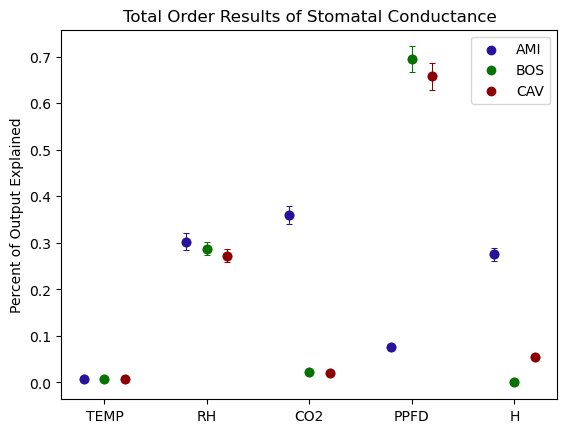 Total Order Results of Stomatal Conductance
AMI
BOS
CAV
Percent of Output Explained
0.7
0.6
0.5
0.4
0.3
0.2
0.1
0.0
TEMP
RH
CO2
PPFD
H